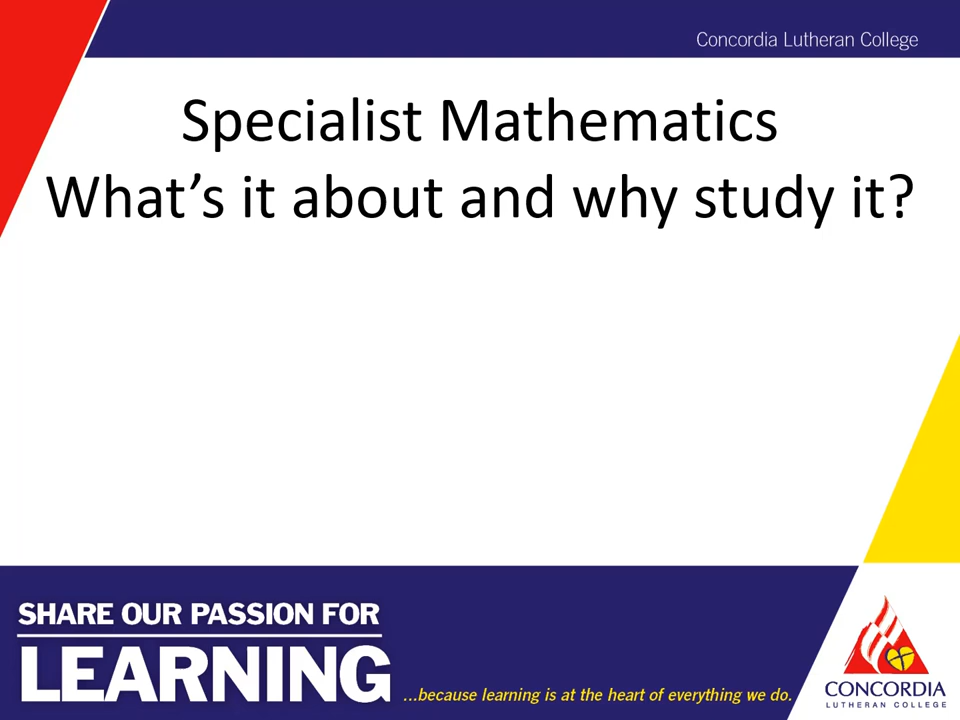 Concordia Lutheran College
Specialist Mathematics
What’s it about and why study it?
SHARE OUR PASSION FOR
LEARNING
...because learning is at the heart of everything we do.
CONCORDIA
LUTHERAN COLLEGE